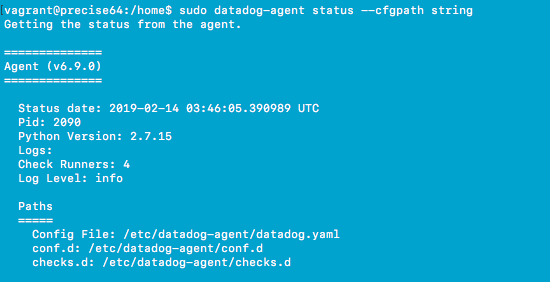 vagrant@precise64:/home$ sudo datadog-agent status --cfgpath string
Getting the status from the agent.
==============
Agent (v6.9.0)
==============
Status date: 2019-02-14 03:46:05.390989 UTC
Pid: 2090
Python Version: 2.7.15
Logs:
Check Runners: 4
Log Level: info
Paths
=====
Config File: /etc/datadog-agent/datadog.yaml
conf.d: /etc/datadog-agent/conf.d
checks.d: /etc/datadog-agent/checks.d